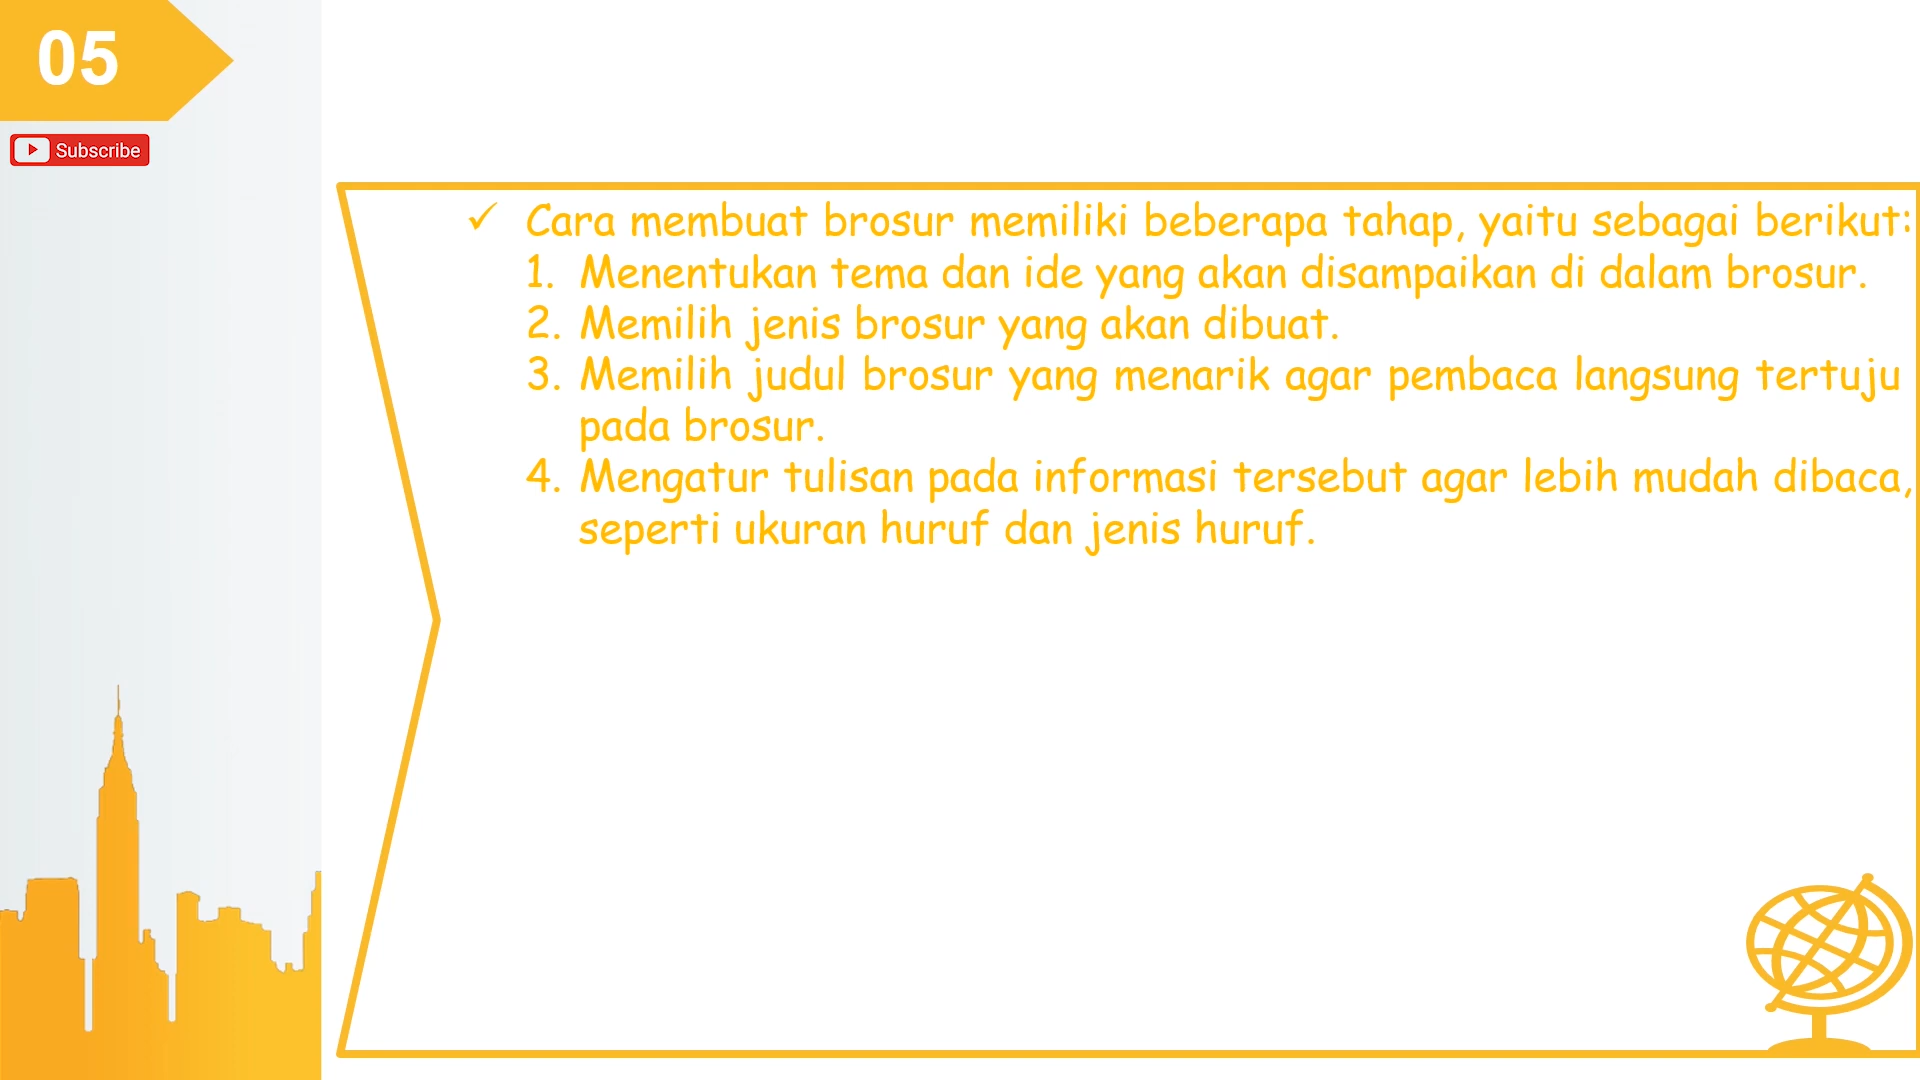 05
Subscribe
✓ Cara membuat brosur memiliki beberapa tahap, yaitu sebagai berikut:
1. Menentukan tema dan ide yang akan disampaikan di dalam brosur.
2. Memilih jenis brosur yang akan dibuat.
3. Memilih judul brosur yang menarik agar pembaca langsung tertuju
pada brosur.
4. Mengatur tulisan pada informasi tersebut agar lebih mudah dibaca,
seperti ukuran huruf dan jenis huruf.